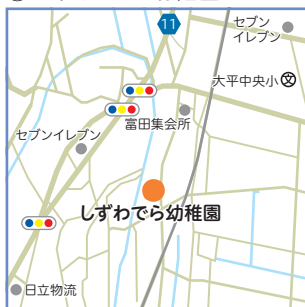 セブン
イレブン
11
大平中央小
富田集会所
セブンイレブン
しずわでら幼稚園
日立物流